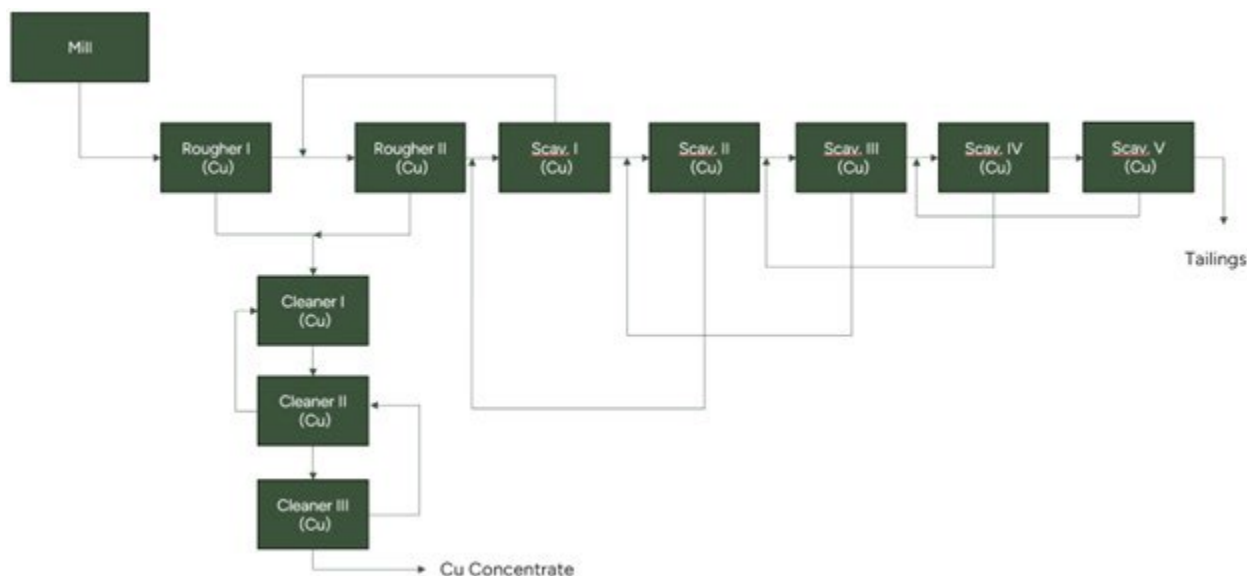 Mill
Rougher I
(Cu)
Rougher II
(Cu)
Scav. I
(Cu)
Scav. II
(Cu)
Scav. III
(Cu)
Scav. IV
(Cu)
Scav. V
(Cu)
Tailings
Cleaner I
(Cu)
Cleaner II
(Cu)
Cleaner III
(Cu)
Cu Concentrate